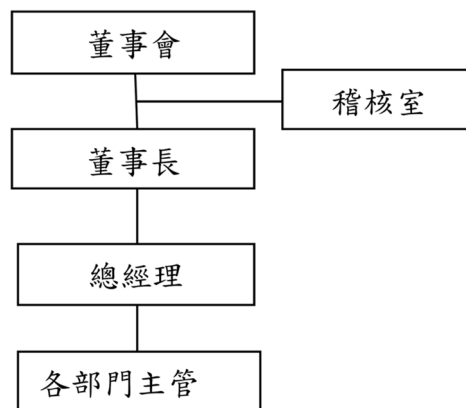 董事會
稽核室
董事長
總經理
各部門主管